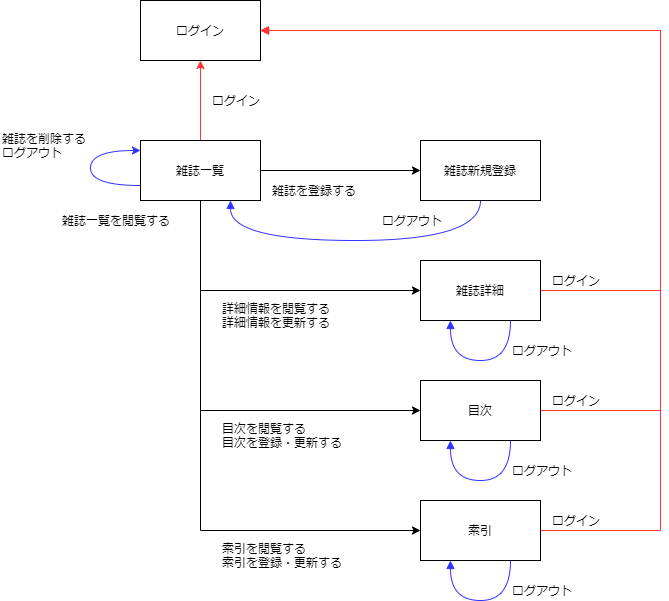 ログイン
ログイン
雑誌を削除する
ログアウト
雑誌一覧
雑誌を登録する
雑誌新規登録
雑誌一覧を閲覧する
ログアウト
雑誌詳細
ログイン
詳細情報を閲覧する
詳細情報を更新する
ログアウト
目次
ログイン
目次を閲覧する
目次を登録・更新する
ログアウト
索引
ログイン
索引を閲覧する
索引を登録・更新する
ログアウト